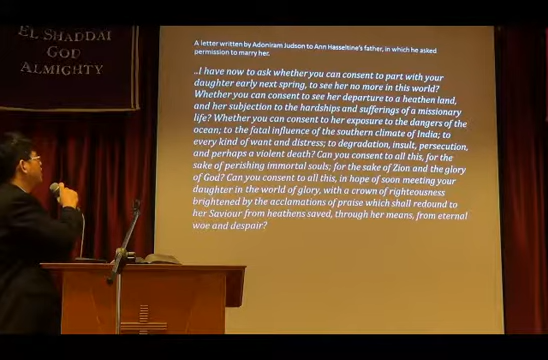 EL SHADDAI
GOD
ALMIGHTY
A letter written by Adoniram Judson to Ann Hasseltine's father, in which he asked
permission to marry her.
..I have now to ask whether you can consent to part with your
daughter early next spring, to see her no more in this world?
Whether you can consent to see her departure to a heathen land,
and her subjection to the hardships and sufferings of a missionary
life? Whether you can consent to her exposure to the dangers of the
ocean; to the fatal influence of the southern climate of India; to
every kind of want and distress; to degradation, insult, persecution,
and perhaps a violent death? Can you consent to all this, for the
sake of perishing immortal souls; for the sake of Zion and the glory
of God? Can you consent to all this, in hope of soon meeting your
daughter in the world of glory, with a crown of righteousness
brightened by the acclamations of praise which shall redound to
her Saviour from heathens saved, through her means, from eternal
woe and despair?